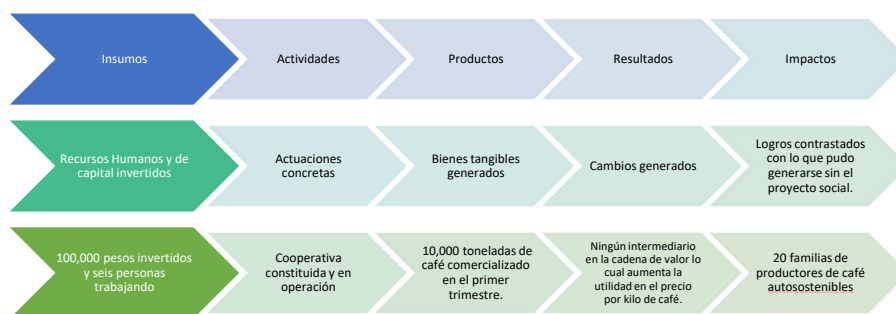 Insumos
Actividades
Productos
Resultados
Impactos
Recursos Humanos y de
capital invertidos
Actuaciones
concretas
Bienes tangibles
generados
Cambios generados
Logros contrastados
con lo que pudo
generarse sin el
proyecto social.
100,000 pesos invertidos
y seis personas
trabajando
Cooperativa
constituida y en
operación
10,000 toneladas de
café comercializado
en el primer
trimestre.
Ningún intermediario
en la cadena de valor lo
cual aumenta la
utilidad en el precio
por kilo de café.
20 familias de
productores de café
autosostenibles